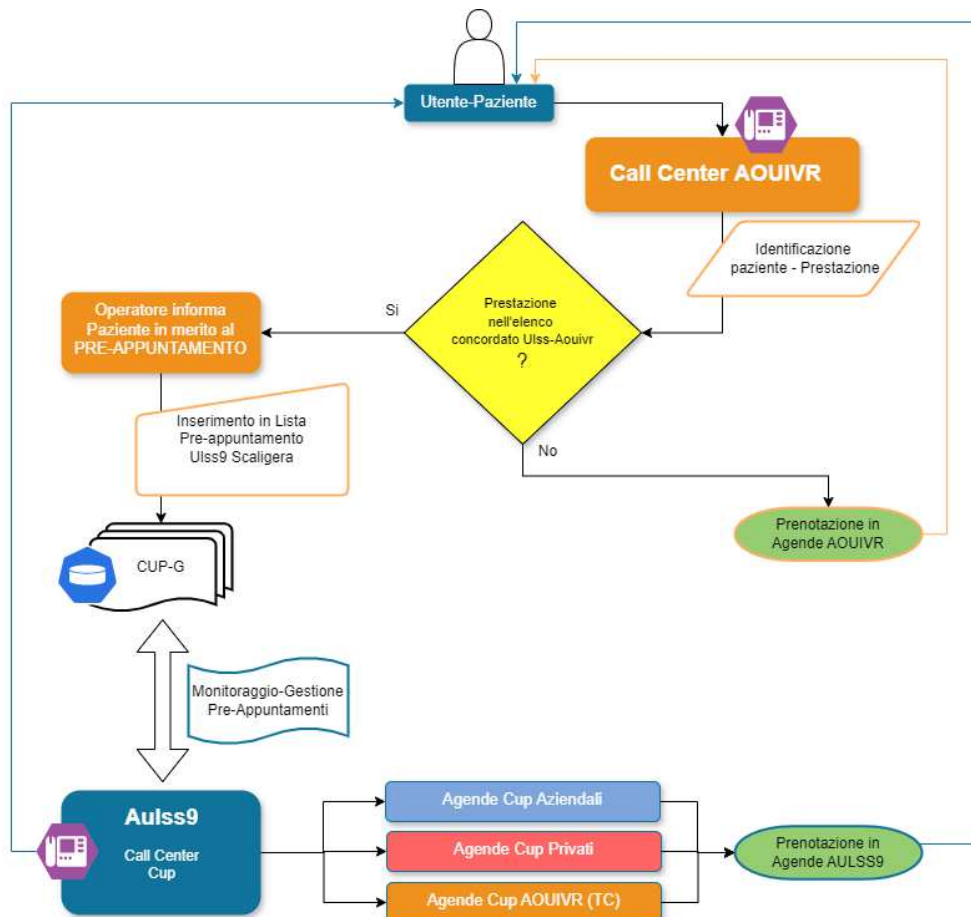 Utente-Paziente
Call Center AOUIVR
Identificazione
paziente - Prestazione
Prestazione
nell'elenco
concordato Ulss-Aouivr
?
Si
No
Operatore informa
Paziente in merito al
PRE-APPUNTAMENTO
Inserimento in Lista
Pre-appuntamento
Ulss9 Scaligera
Prenotazione in
Agende AOUIVR
CUP-G
Monitoraggio-Gestione
Pre-Appuntamenti
Aulss9
Call Center
Cup
Agende Cup Aziendali
Agende Cup Privati
Agende Cup AOUIVR (TC)
Prenotazione in
Agende AULSS9